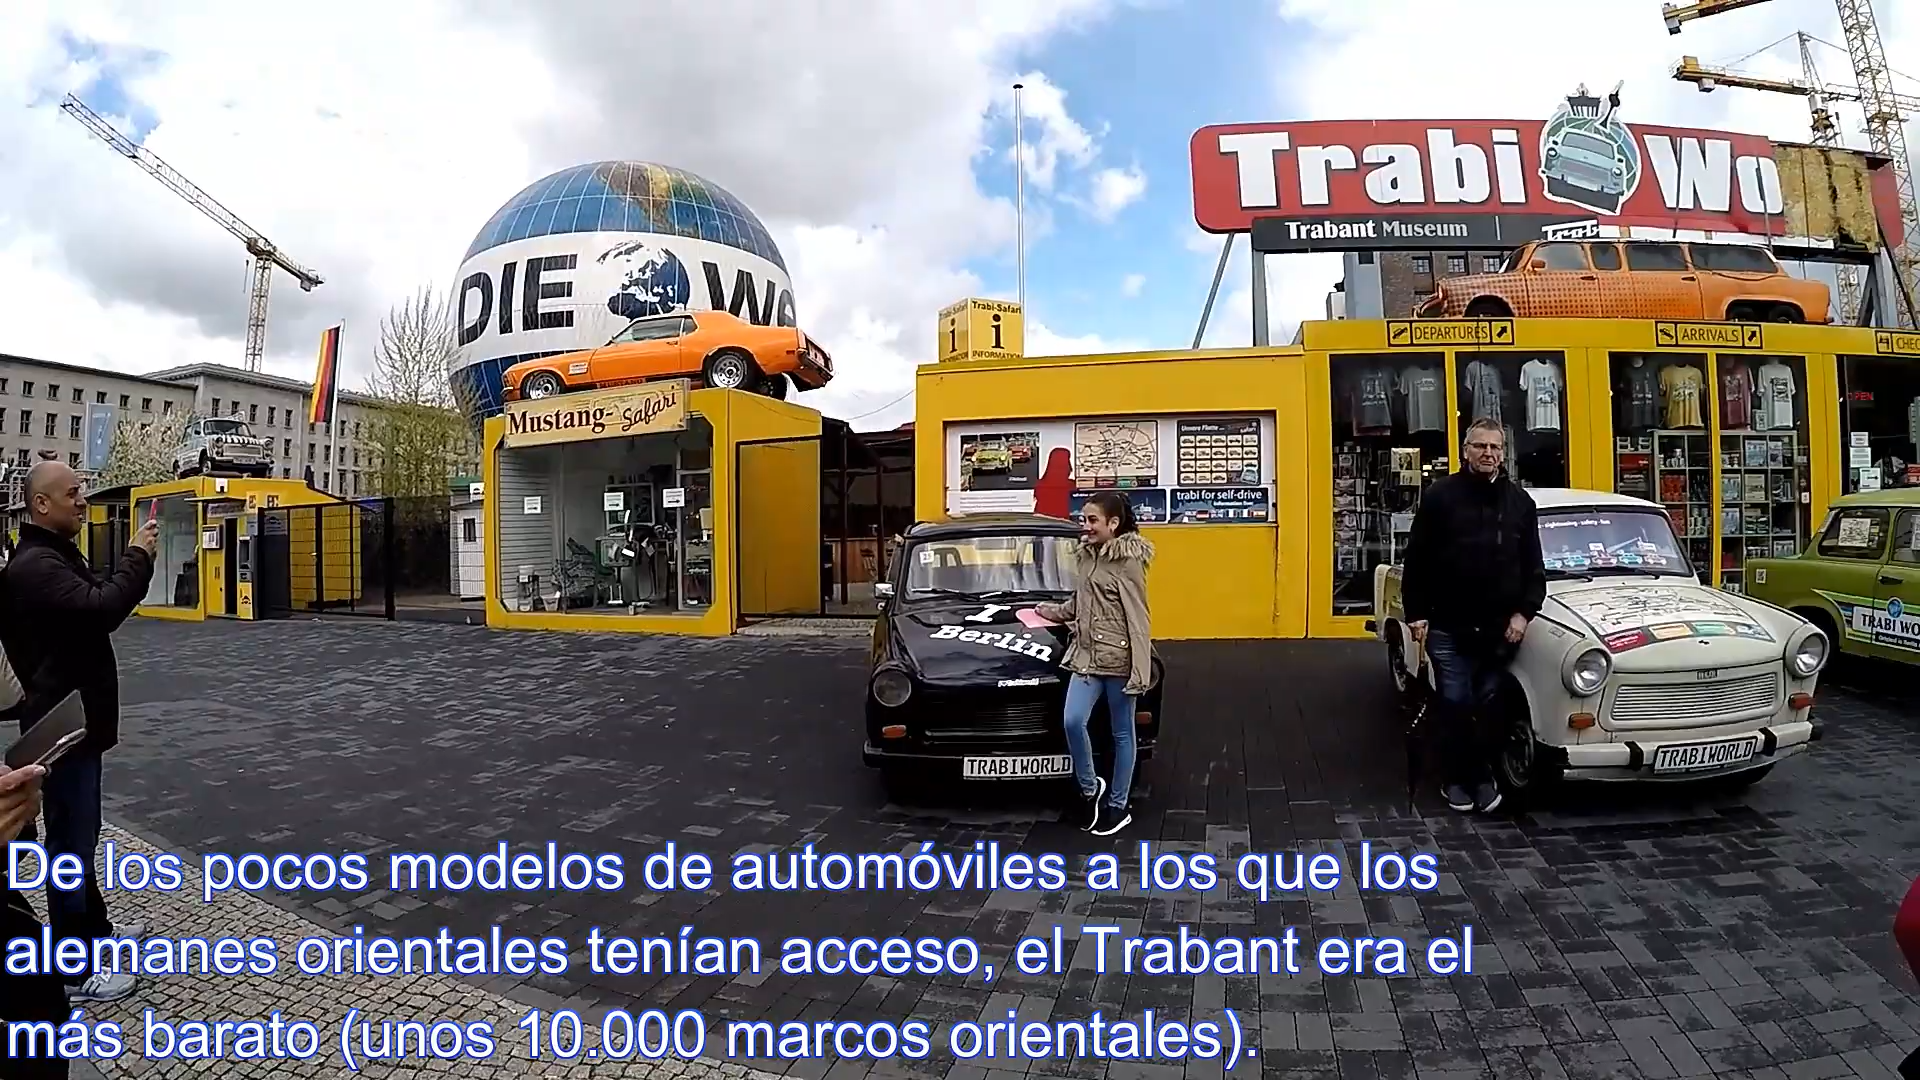 DIE WE
Mustang-Safari
Trabi-Safari
i
INFORMATION
Trabi Wo
Trabant Museum
DEPARTURES
ARRIVALS
CHEC
trabi for self-drive
I
Berlin
TRABIWORLD
TRABIWORLD
TRABI WO
De los pocos modelos de automóviles a los que los
alemanes orientales tenían acceso, el Trabant era el
más barato (unos 10.000 marcos orientales).